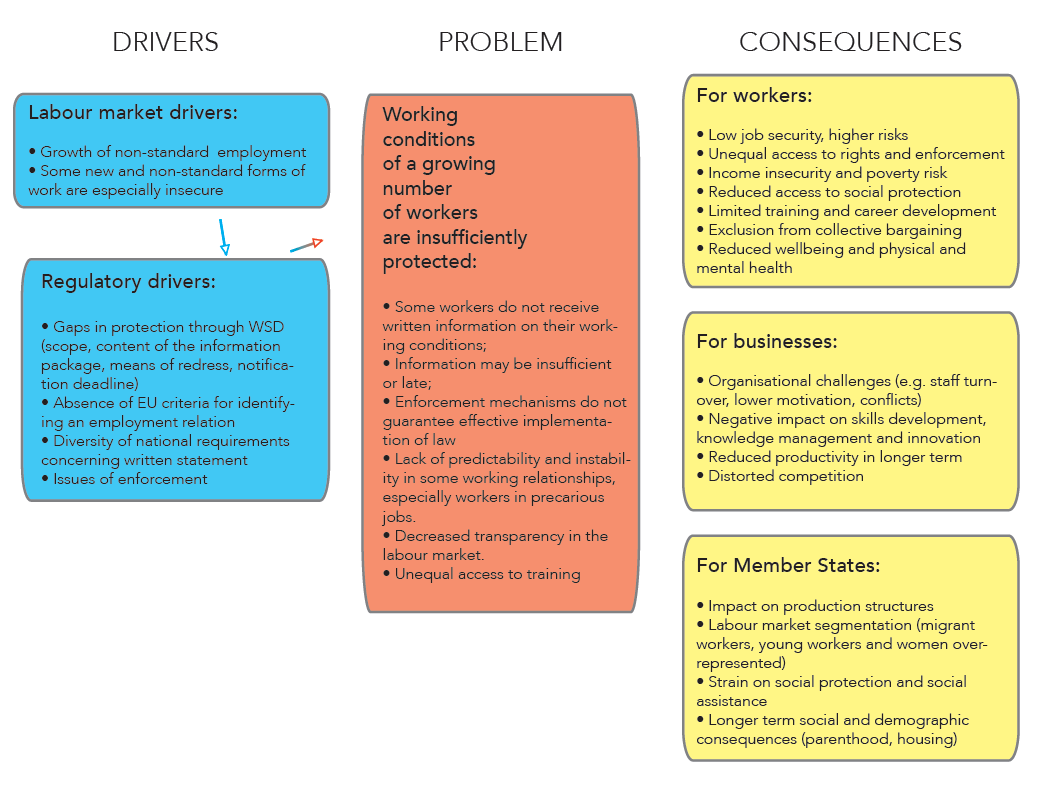 DRIVERS
PROBLEM
CONSEQUENCES
Labour market drivers:
• Growth of non-standard employment
• Some new and non-standard forms of
work are especially insecure
Regulatory drivers:
• Gaps in protection through WSD
(scope, content of the information
package, means of redress, notifica-
tion deadline)
• Absence of EU criteria for identify-
ing an employment relation
• Diversity of national requirements
concerning written statement
• Issues of enforcement
Working
conditions
of a growing
number
of workers
are insufficiently
protected:
• Some workers do not receive
written information on their work-
ing conditions;
• Information may be insufficient
or late;
• Enforcement mechanisms do not
guarantee effective implementa-
tion of law
• Lack of predictability and instabil-
ity in some working relationships,
especially workers in precarious
jobs.
• Decreased transparency in the
labour market.
• Unequal access to training
For workers:
• Low job security, higher risks
• Unequal access to rights and enforcement
• Income insecurity and poverty risk
• Reduced access to social protection
• Limited training and career development
• Exclusion from collective bargaining
• Reduced wellbeing and physical and
mental health
For businesses:
• Organisational challenges (e.g. staff turn-
over, lower motivation, conflicts)
• Negative impact on skills development,
knowledge management and innovation
• Reduced productivity in longer term
• Distorted competition
For Member States:
• Impact on production structures
• Labour market segmentation (migrant
workers, young workers and women over-
represented)
• Strain on social protection and social
assistance
• Longer term social and demographic
consequences (parenthood, housing)